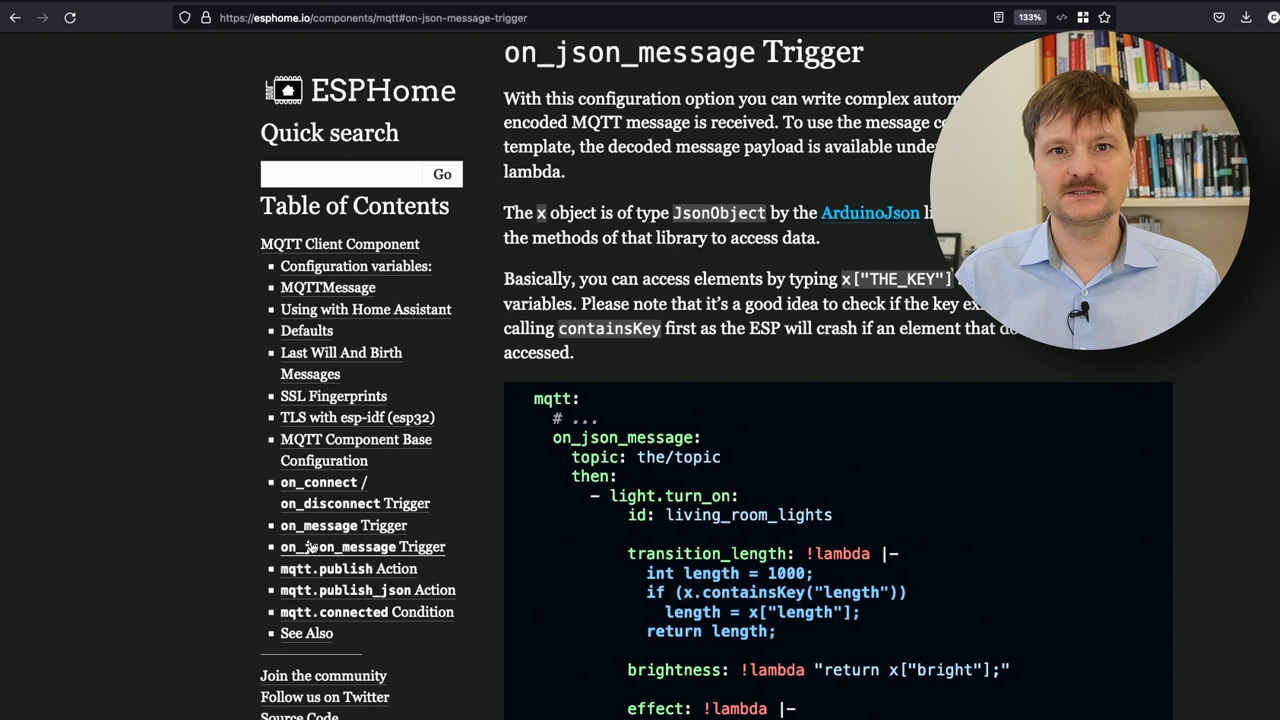 https://esphome.io/components/mqtt#on-json-message-trigger
133%
ESPHome
Quick search
Go
Table of Contents
MQTT Client Component
Configuration variables:
MQTTMessage
Using with Home Assistant
Defaults
Last Will And Birth
Messages
SSL Fingerprints
TLS with esp-idf (esp32)
MQTT Component Base
Configuration
on_connect /
on_disconnect Trigger
on_message Trigger
on_json_message Trigger
mqtt.publish Action
mqtt.publish_json Action
mqtt.connected Condition
See Also
Join the community
Follow us on Twitter
Source Code
on_json_message Trigger
With this configuration option you can write complex autom
encoded MQTT message is received. To use the message co
template, the decoded message payload is available unde
lambda.
The x object is of type JsonObject by the ArduinoJson li
the methods of that library to access data.
Basically, you can access elements by typing x["THE_KEY"]
variables. Please note that it's a good idea to check if the key ex
calling containsKey first as the ESP will crash if an element that do
accessed.
mqtt:
# ...
on_json_message:
topic: the/topic
then:
- light.turn_on:
id: living_room_lights
transition_length: !lambda |-
int length = 1000;
if (x.containsKey("length"))
length = x["length"];
return length;
brightness: !lambda "return x["bright"];"
effect: !lambda |-